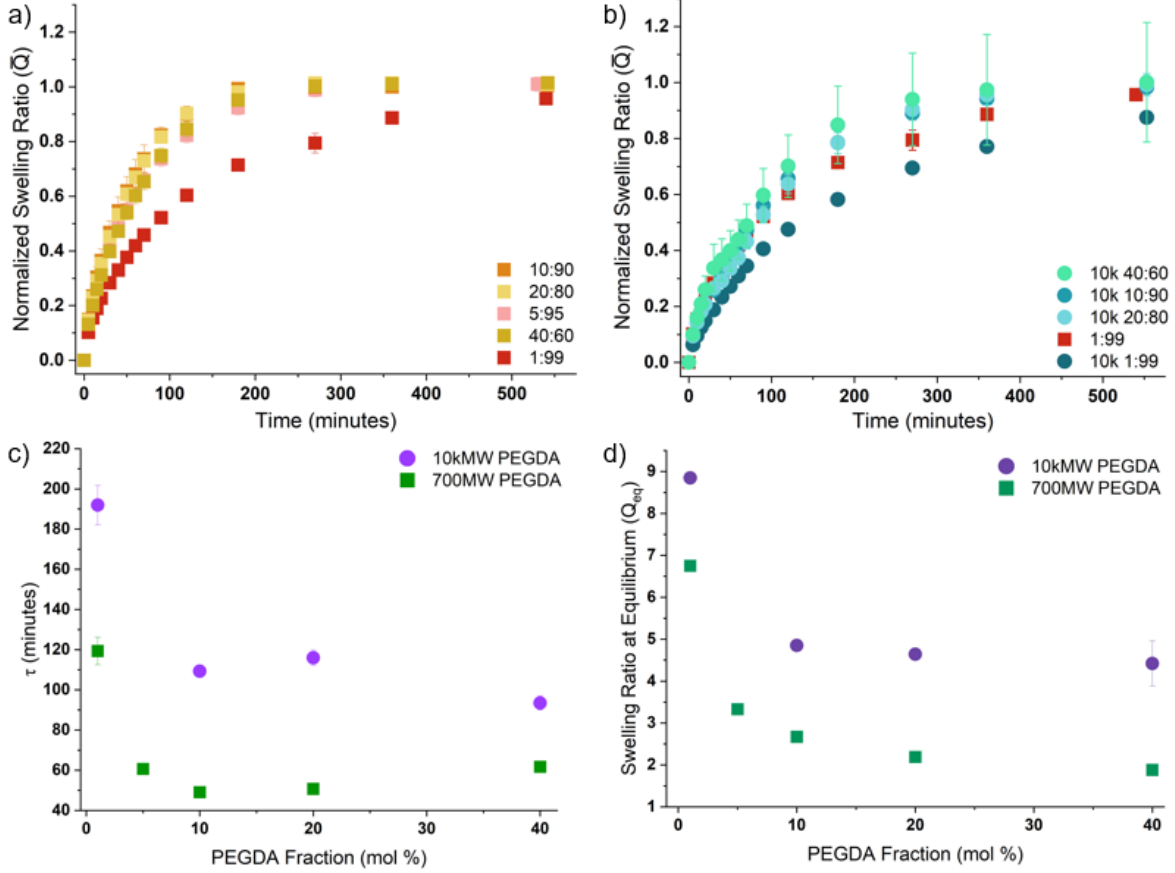 a)
Normalized Swelling Ratio (Q̅)
1.2
1.0
0.8
0.6
0.4
0.2
0.0
10:90
20:80
5:95
40:60
1:99
0 100 200 300 400 500
Time (minutes)
b)
Normalized Swelling Ratio (Q̅)
1.2
1.0
0.8
0.6
0.4
0.2
0.0
10k 40:60
10k 10:90
10k 20:80
1:99
10k 1:99
0 100 200 300 400 500
Time (minutes)
c)
τ (minutes)
220
200
180
160
140
120
100
80
60
40
10kMW PEGDA
700MW PEGDA
0 10 20 30 40
PEGDA Fraction (mol %)
d)
Swelling Ratio at Equilibrium (Qeq)
9
8
7
6
5
4
3
2
1
10kMW PEGDA
700MW PEGDA
0 10 20 30 40
PEGDA Fraction (mol %)